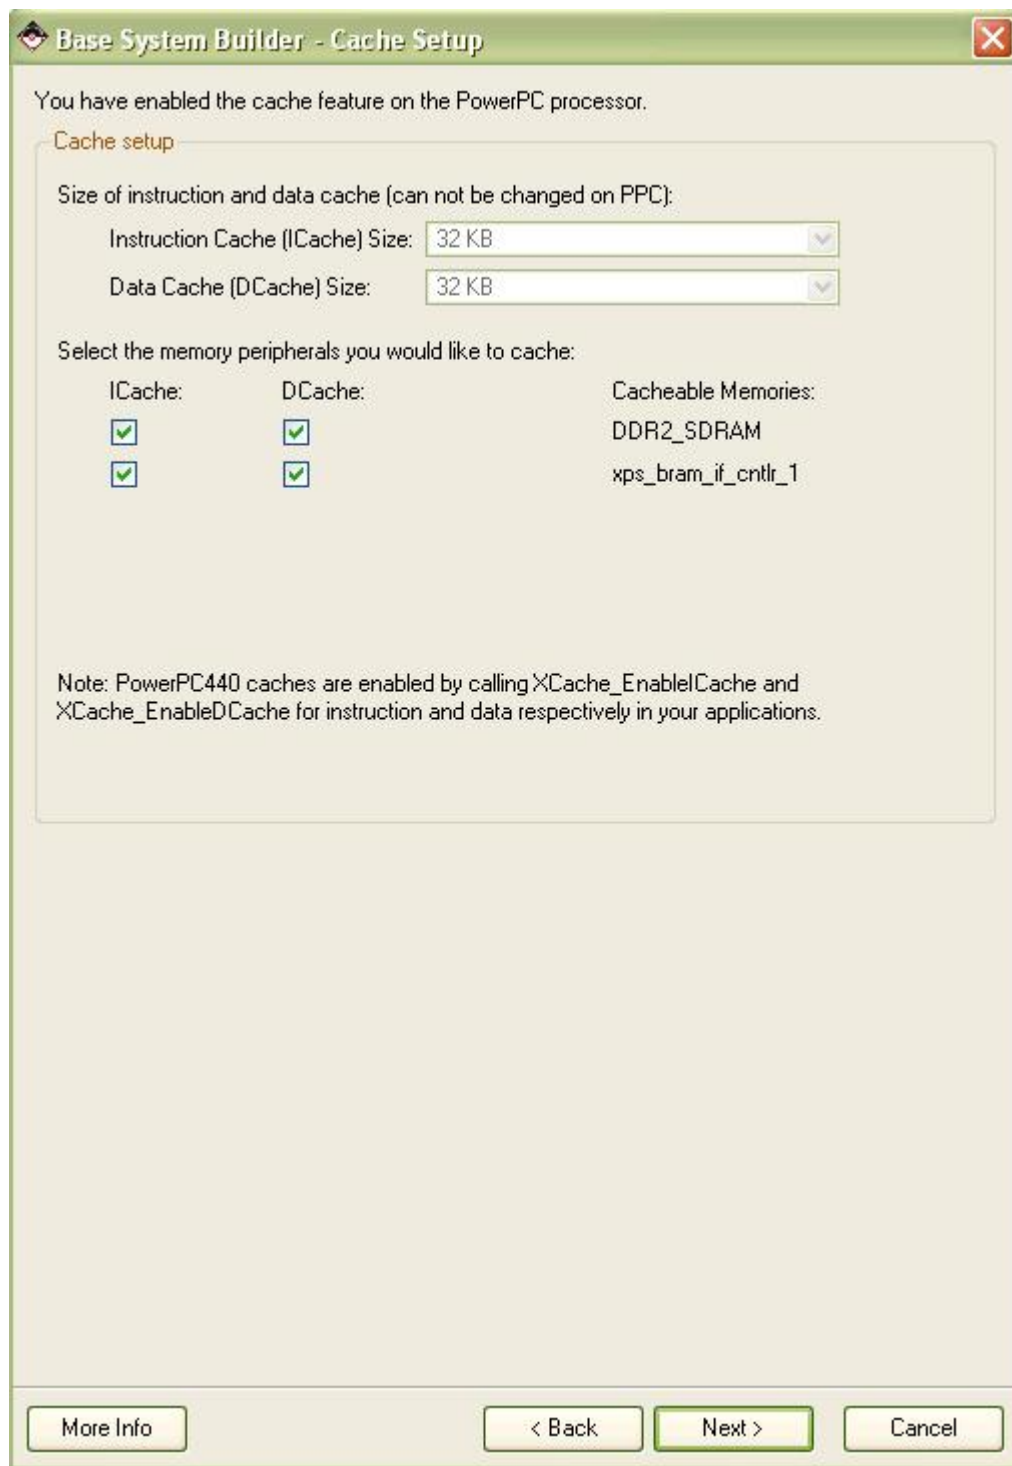 Base System Builder - Cache Setup
You have enabled the cache feature on the PowerPC processor.
Cache setup
Size of instruction and data cache (can not be changed on PPC):
Instruction Cache (ICache) Size: 32 KB
Data Cache (DCache) Size: 32 KB
Select the memory peripherals you would like to cache:
ICache: DCache: Cacheable Memories:
DDR2_SDRAM
xps_bram_if_cntlr_1
Note: PowerPC440 caches are enabled by calling XCache_EnableICache and
XCache_EnableDCache for instruction and data respectively in your applications.
More Info < Back Next > Cancel